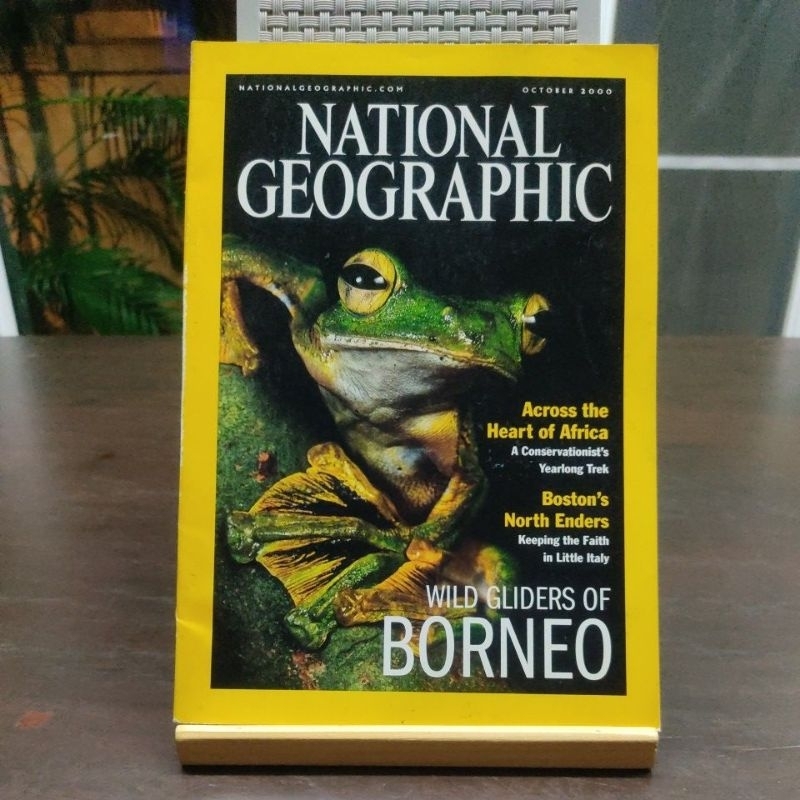 NATIONALGEOGRAPHIC.COM
OCTOBER 2000
NATIONAL
GEOGRAPHIC
Across the
Heart of Africa
A Conservationist's
Yearlong Trek
Boston's
North Enders
Keeping the Faith
in Little Italy
WILD GLIDERS OF
BORNEO